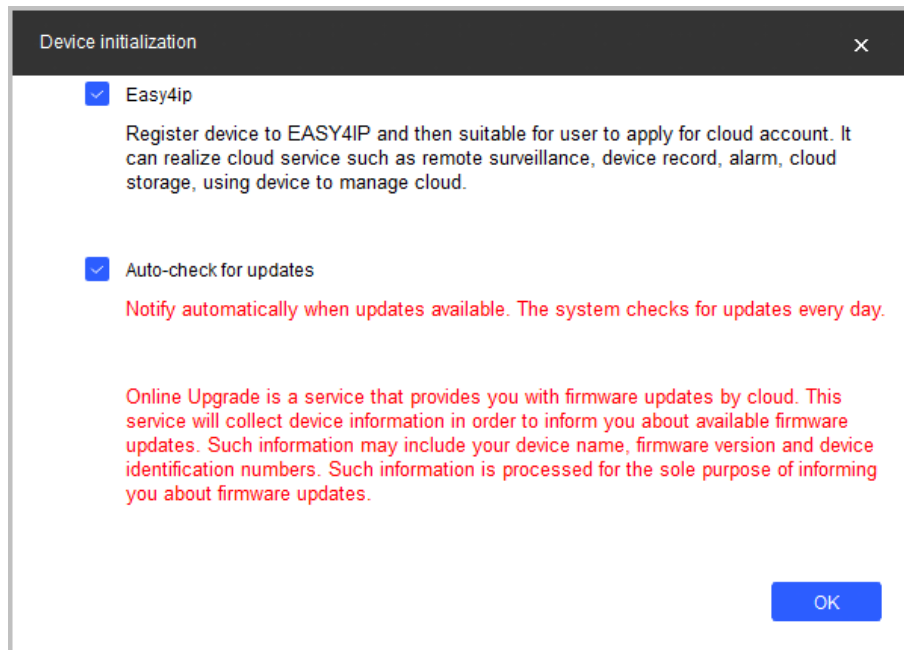 Device initialization
Easy4ip
Register device to EASY4IP and then suitable for user to apply for cloud account. It
can realize cloud service such as remote surveillance, device record, alarm, cloud
storage, using device to manage cloud.
Auto-check for updates
Notify automatically when updates available. The system checks for updates every day.
Online Upgrade is a service that provides you with firmware updates by cloud. This
service will collect device information in order to inform you about available firmware
updates. Such information may include your device name, firmware version and device
identification numbers. Such information is processed for the sole purpose of informing
you about firmware updates.
OK